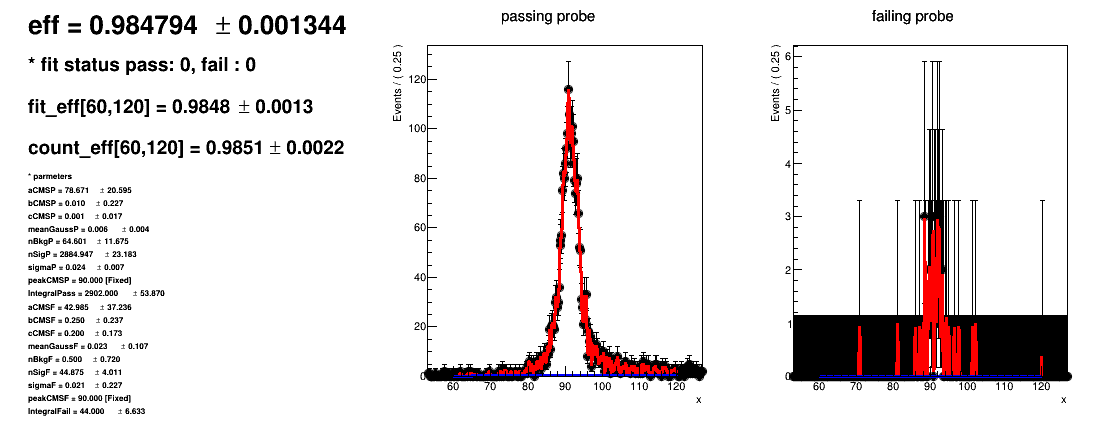 eff = 0.984794 ± 0.001344
* fit status pass: 0, fail : 0
fit_eff[60,120] = 0.9848 ± 0.0013
count_eff[60,120] = 0.9851 ± 0.0022
* parmeters
aCMSP = 78.671 ± 20.595
bCMSP = 0.010 ± 0.227
cCMSP = 0.001 ± 0.017
meanGaussP = 0.006 ± 0.004
nBkgP = 64.601 ± 11.675
nSigP = 2884.947 ± 23.183
sigmaP = 0.024 ± 0.007
peakCMSP = 90.000 [Fixed]
IntegralPass = 2902.000 ± 53.870
aCMSF = 42.985 ± 37.236
bCMSF = 0.250 ± 0.237
cCMSF = 0.200 ± 0.173
meanGaussF = 0.023 ± 0.107
nBkgF = 0.500 ± 0.720
nSigF = 44.875 ± 4.011
sigmaF = 0.021 ± 0.227
peakCMSF = 90.000 [Fixed]
IntegralFail = 44.000 ± 6.633
passing probe
Events / ( 0.25 )
120
100
80
60
40
20
0
60 70 80 90 100 110 120
x
failing probe
Events / ( 0.25 )
6
5
4
3
2
1
0
60 70 80 90 100 110 120
x